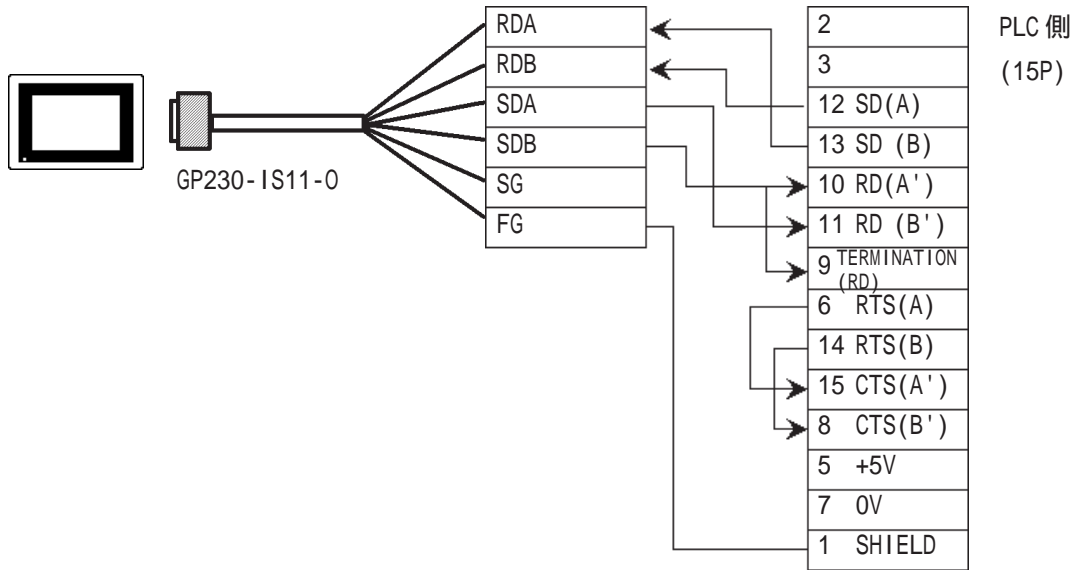 RDA
RDB
SDA
SDB
SG
FG
GP230-IS11-O
2
3
12 SD(A)
13 SD (B)
10 RD(A')
11 RD (B')
9 TERMINATION
(RD)
6 RTS(A)
14 RTS(B)
15 CTS(A')
8 CTS(B')
5 +5V
7 0V
1 SHIELD
PLC 側
(15P)